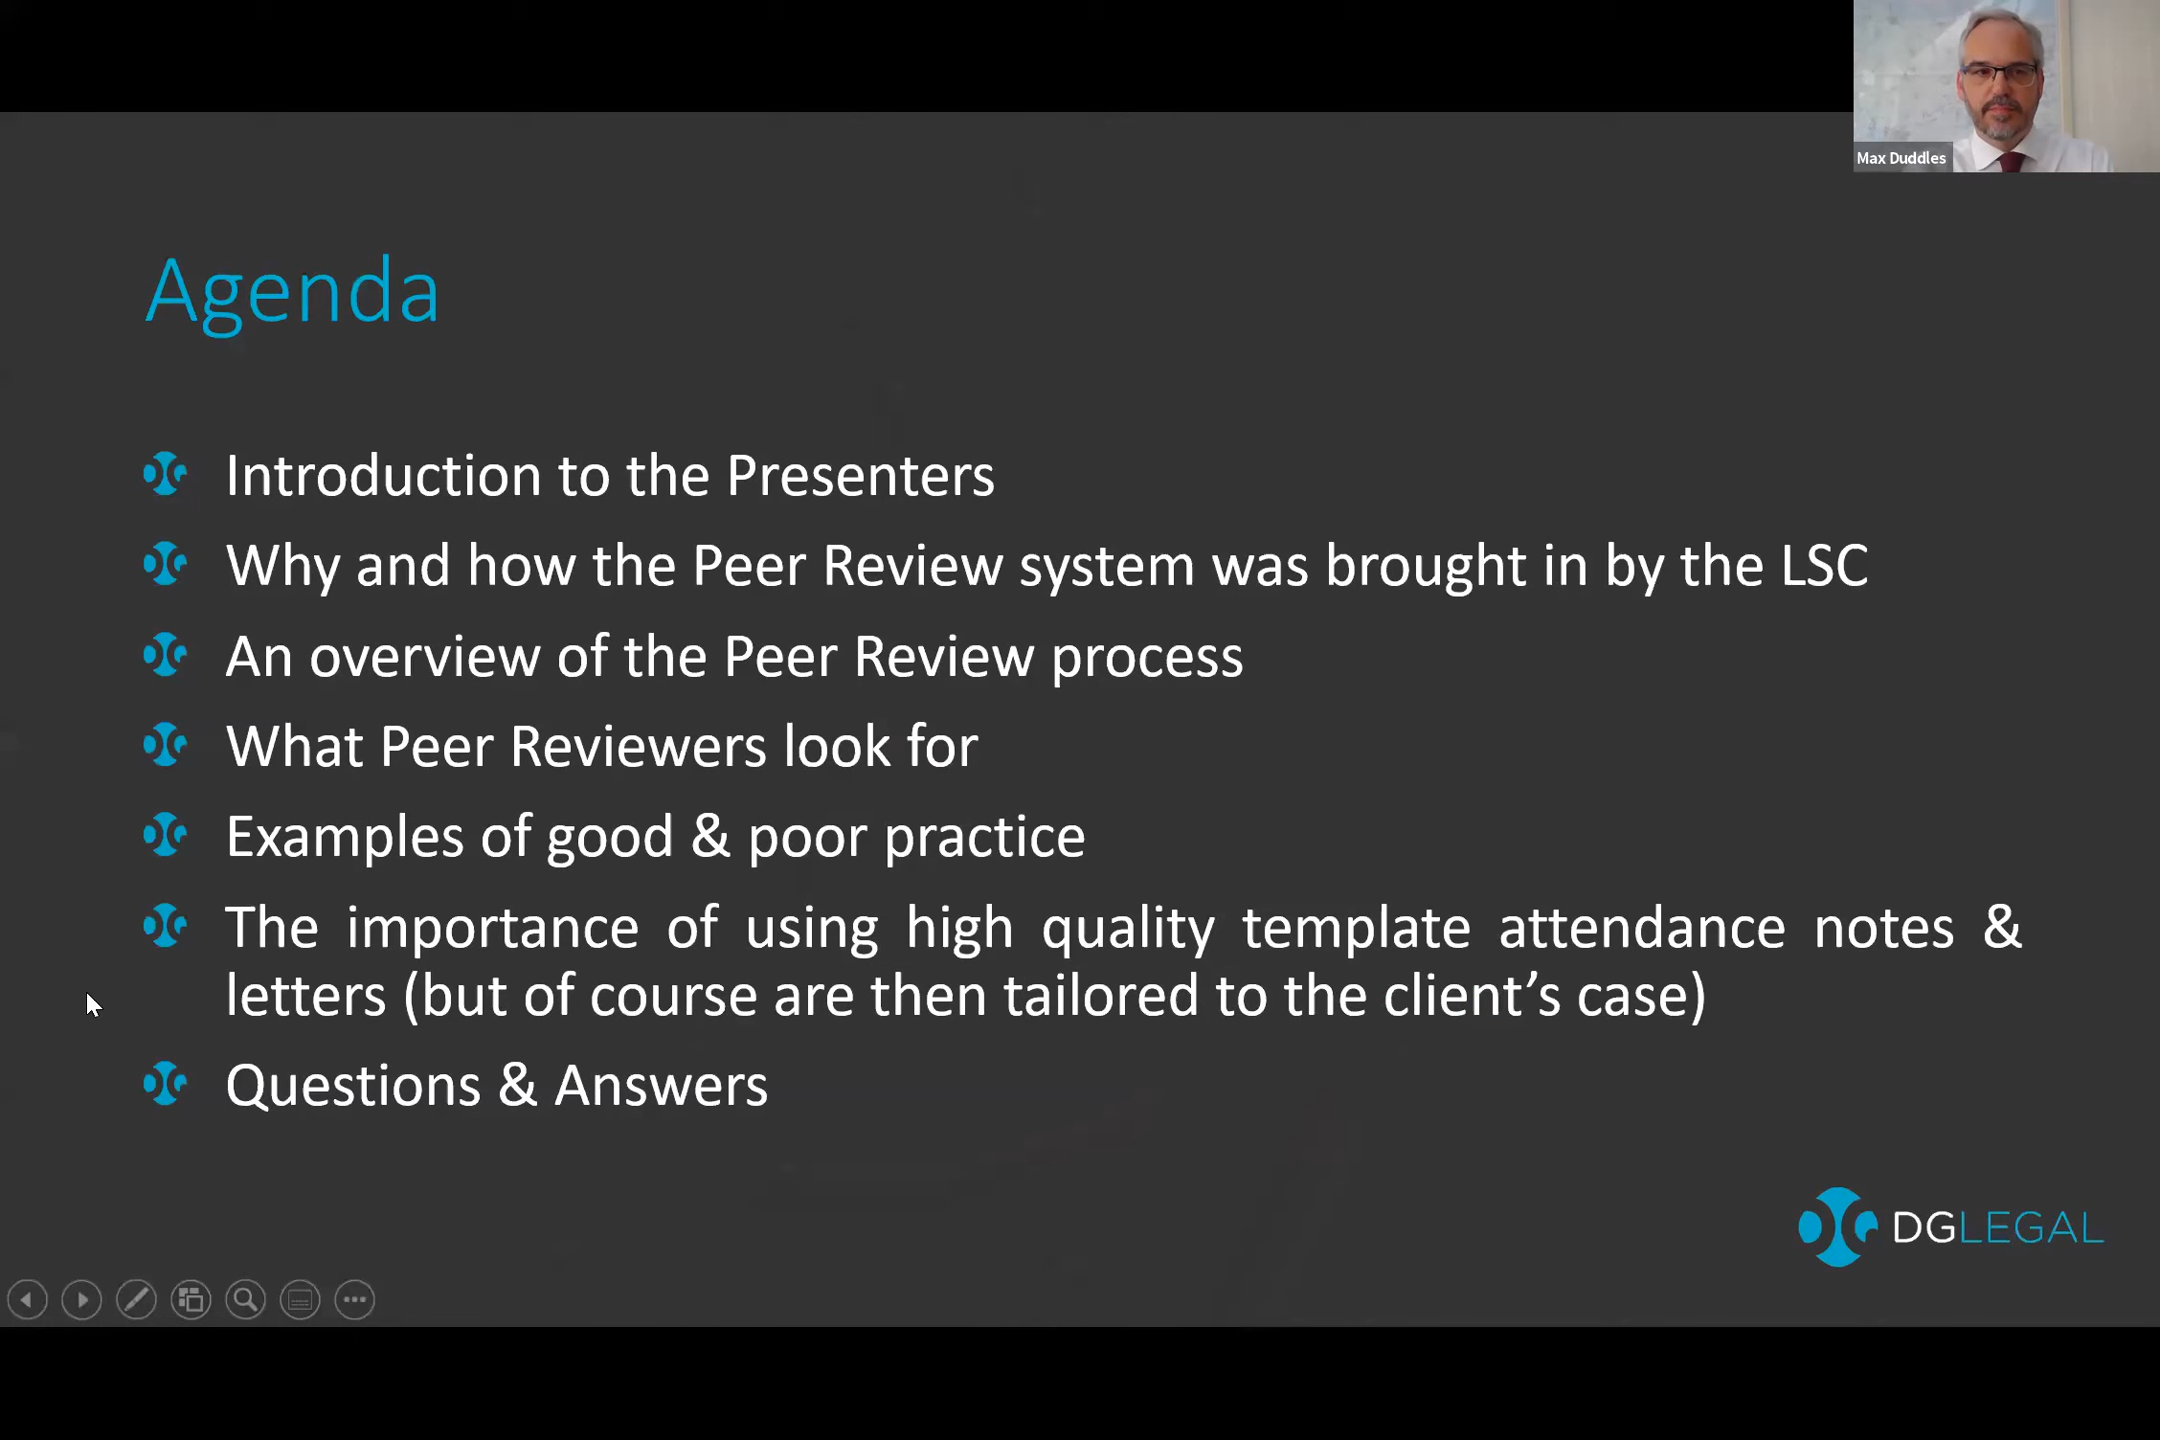 Max Duddles
Agenda
Introduction to the Presenters
Why and how the Peer Review system was brought in by the LSC
An overview of the Peer Review process
What Peer Reviewers look for
Examples of good & poor practice
The importance of using high quality template attendance notes &
letters (but of course are then tailored to the client’s case)
Questions & Answers
DGLEGAL